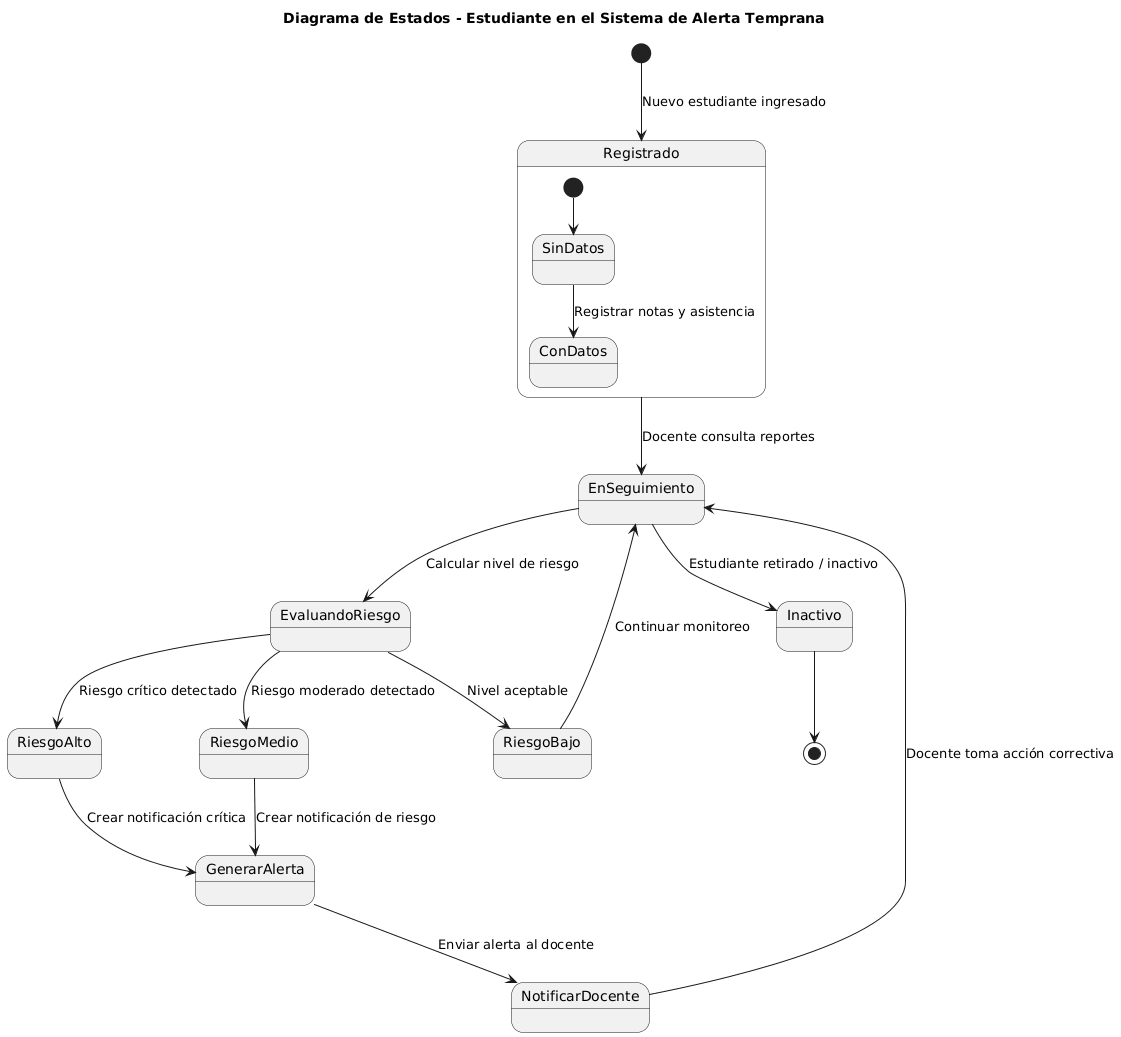 Diagrama de Estados - Estudiante en el Sistema de Alerta Temprana
Nuevo estudiante ingresado
Registrado
SinDatos
Registrar notas y asistencia
ConDatos
Docente consulta reportes
EnSeguimiento
Calcular nivel de riesgo
Estudiante retirado / inactivo
EvaluandoRiesgo
Continuar monitoreo
Inactivo
Riesgo crítico detectado
Riesgo moderado detectado
Nivel aceptable
RiesgoAlto
RiesgoMedio
RiesgoBajo
Docente toma acción correctiva
Crear notificación crítica
Crear notificación de riesgo
GenerarAlerta
Enviar alerta al docente
NotificarDocente